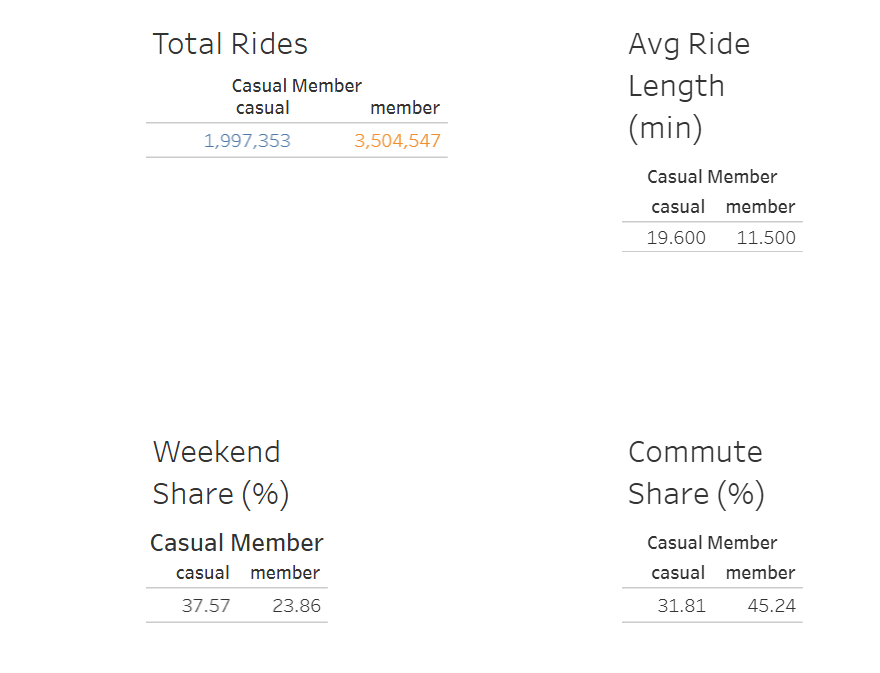 Total Rides
Casual Member
casual member
1,997,353 3,504,547
Avg Ride
Length
(min)
Casual Member
casual member
19.600 11.500
Weekend
Share (%)
Casual Member
casual member
37.57 23.86
Commute
Share (%)
Casual Member
casual member
31.81 45.24